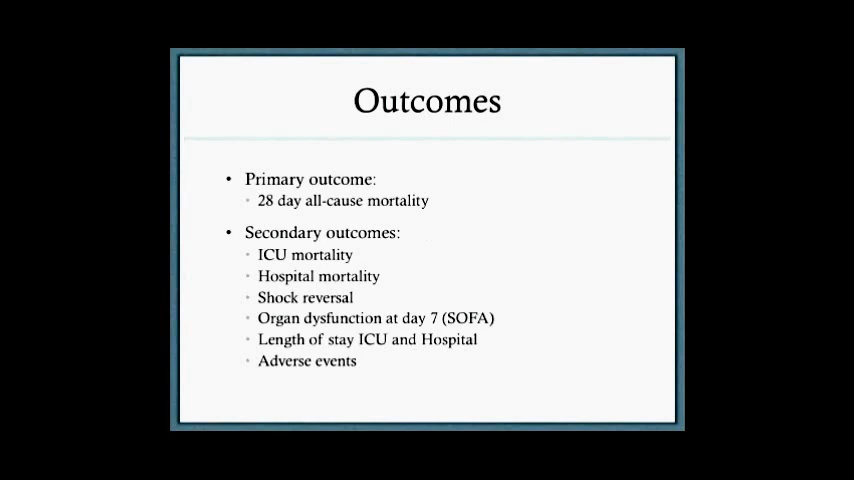 Outcomes
• Primary outcome:
• 28 day all-cause mortality
• Secondary outcomes:
• ICU mortality
• Hospital mortality
• Shock reversal
• Organ dysfunction at day 7 (SOFA)
• Length of stay ICU and Hospital
• Adverse events